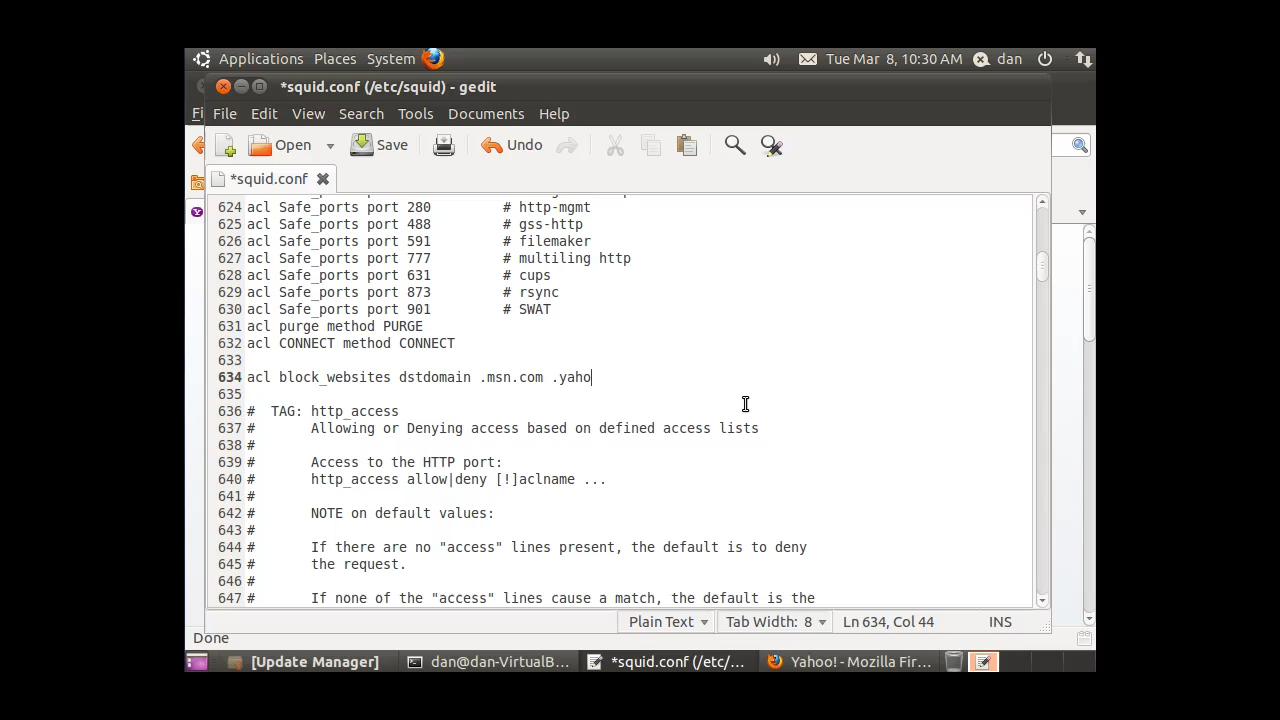 Applications Places System Tue Mar 8, 10:30 AM dan
*squid.conf (/etc/squid) - gedit
File Edit View Search Tools Documents Help
Fi
Open Save Undo
*squid.conf
624 acl Safe_ports port 280 # http-mgmt
625 acl Safe_ports port 488 # gss-http
626 acl Safe_ports port 591 # filemaker
627 acl Safe_ports port 777 # multiling http
628 acl Safe_ports port 631 # cups
629 acl Safe_ports port 873 # rsync
630 acl Safe_ports port 901 # SWAT
631 acl purge method PURGE
632 acl CONNECT method CONNECT
633
634 acl block_websites dstdomain .msn.com .yaho
635
636 # TAG: http_access
637 # Allowing or Denying access based on defined access lists
638 #
639 # Access to the HTTP port:
640 # http_access allow|deny [!]aclname ...
641 #
642 # NOTE on default values:
643 #
644 # If there are no "access" lines present, the default is to deny
645 # the request.
646 #
647 # If none of the "access" lines cause a match, the default is the
Plain Text Tab Width: 8 Ln 634, Col 44 INS
Done
[Update Manager] dan@dan-VirtualB... *squid.conf (/etc/... Yahoo! - Mozilla Fir...